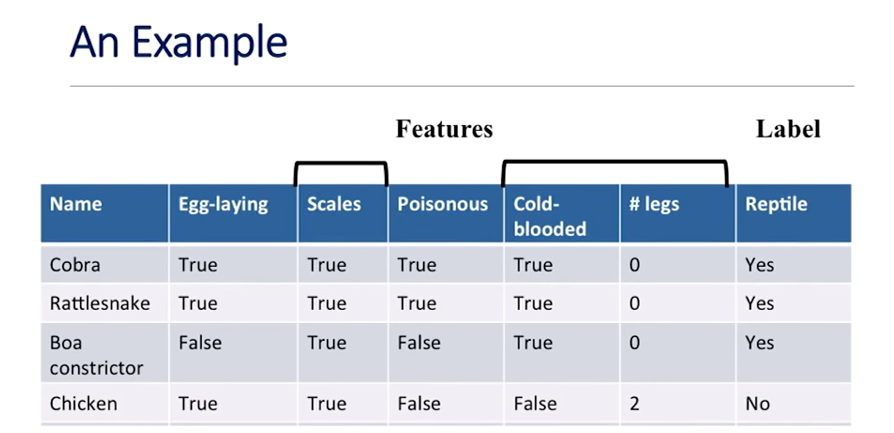 An Example
Features Label
Name Egg-laying Scales Poisonous Cold-blooded # legs Reptile
Cobra True True True True 0 Yes
Rattlesnake True True True True 0 Yes
Boa constrictor False True False True 0 Yes
Chicken True True False False 2 No